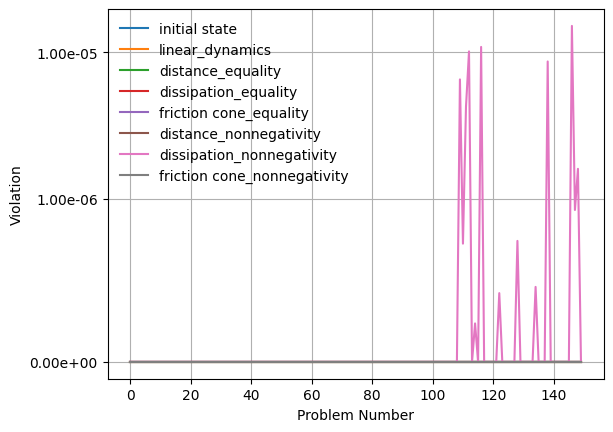 initial state
linear_dynamics
distance_equality
dissipation_equality
friction cone_equality
distance_nonnegativity
dissipation_nonnegativity
friction cone_nonnegativity
1.00e-05
1.00e-06
0.00e+00
Violation
0 20 40 60 80 100 120 140
Problem Number